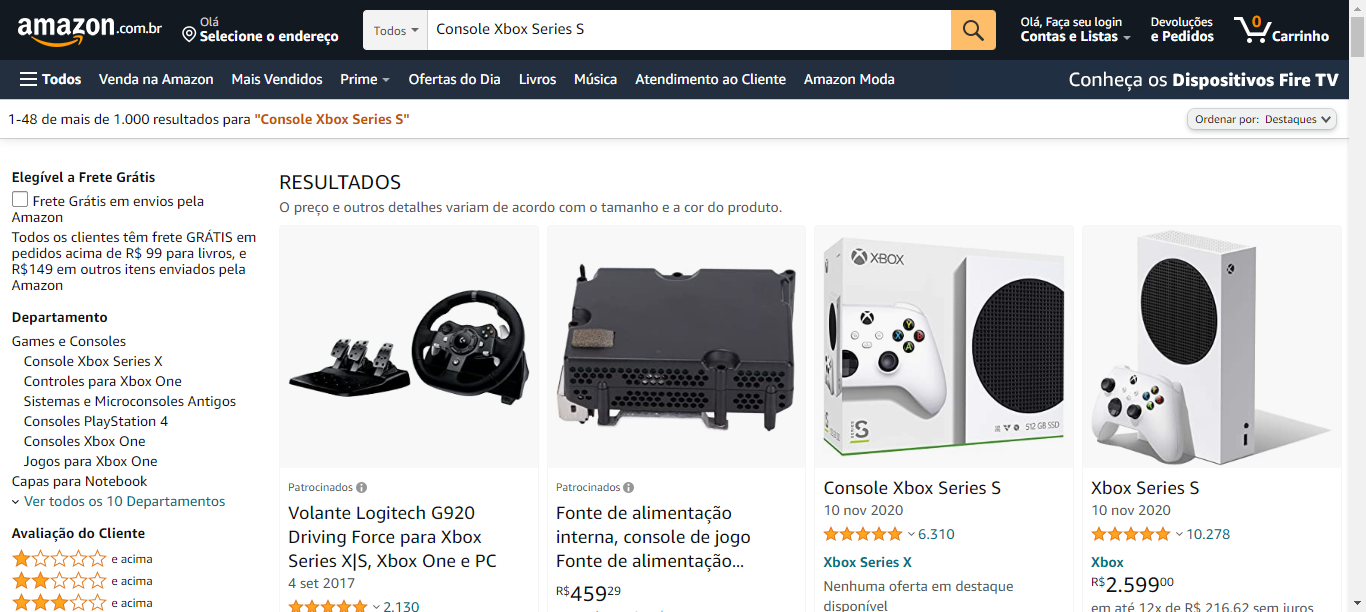 amazon.com.br
Olá
Selecione o endereço
Todos
Console Xbox Series S
Olá, Faça seu login
Contas e Listas
Devoluções
e Pedidos
0
Carrinho
Todos
Venda na Amazon
Mais Vendidos
Prime
Ofertas do Dia
Livros
Música
Atendimento ao Cliente
Amazon Moda
Conheça os Dispositivos Fire TV
1-48 de mais de 1.000 resultados para "Console Xbox Series S"
Ordenar por: Destaques
Elegível a Frete Grátis
Frete Grátis em envios pela
Amazon
Todos os clientes têm frete GRÁTIS em
pedidos acima de R$ 99 para livros, e
R$149 em outros itens enviados pela
Amazon
Departamento
Games e Consoles
Console Xbox Series X
Controles para Xbox One
Sistemas e Microconsoles Antigos
Consoles PlayStation 4
Consoles Xbox One
Jogos para Xbox One
Capas para Notebook
Ver todos os 10 Departamentos
Avaliação do Cliente
e acima
e acima
e acima
RESULTADOS
O preço e outros detalhes variam de acordo com o tamanho e a cor do produto.
Patrocinados
Volante Logitech G920
Driving Force para Xbox
Series X|S, Xbox One e PC
4 set 2017
2.130
Patrocinados
Fonte de alimentação
interna, console de jogo
Fonte de alimentação...
R$45929
XBOX
Y
X
B
A
SERIES
S
512 GB SSD
Console Xbox Series S
10 nov 2020
6.310
Xbox Series X
Nenhuma oferta em destaque
disponível
Xbox Series S
10 nov 2020
10.278
Xbox
R$2.59900
em até 12x de R$ 216,62 sem juros